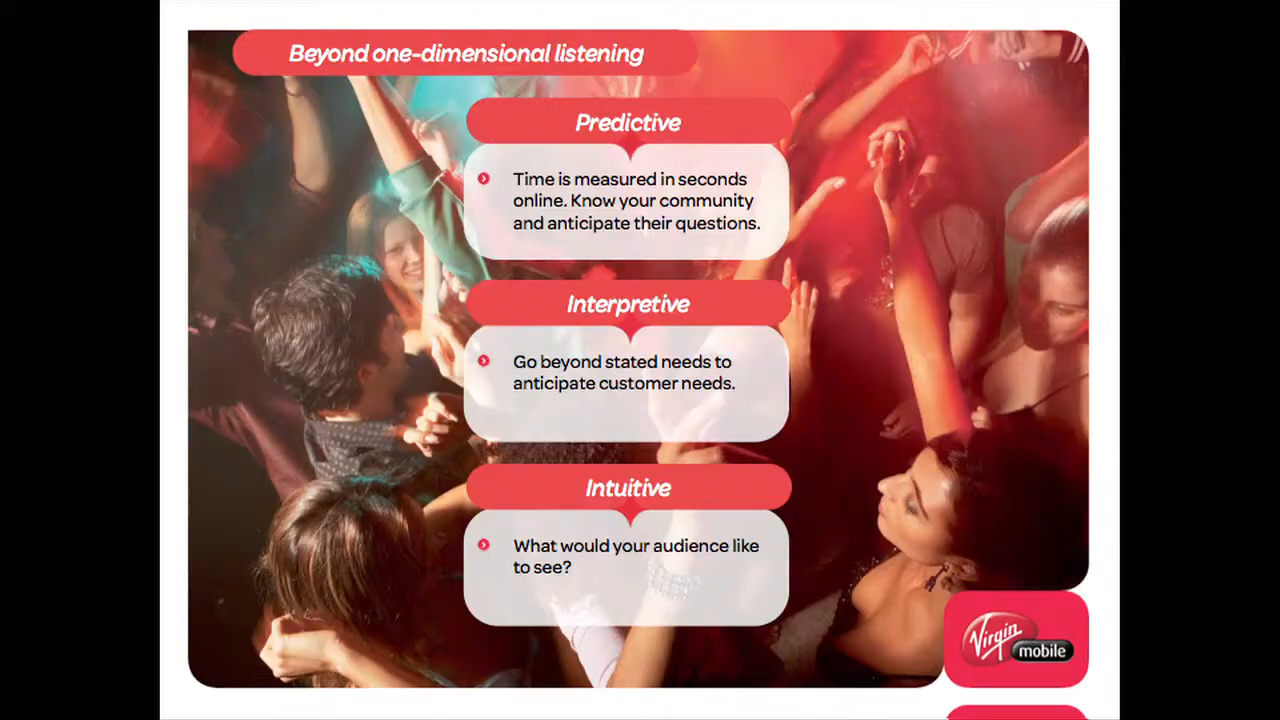 Beyond one-dimensional listening
Predictive
Time is measured in seconds
online. Know your community
and anticipate their questions.
Interpretive
Go beyond stated needs to
anticipate customer needs.
Intuitive
What would your audience like
to see?
Virgin
mobile